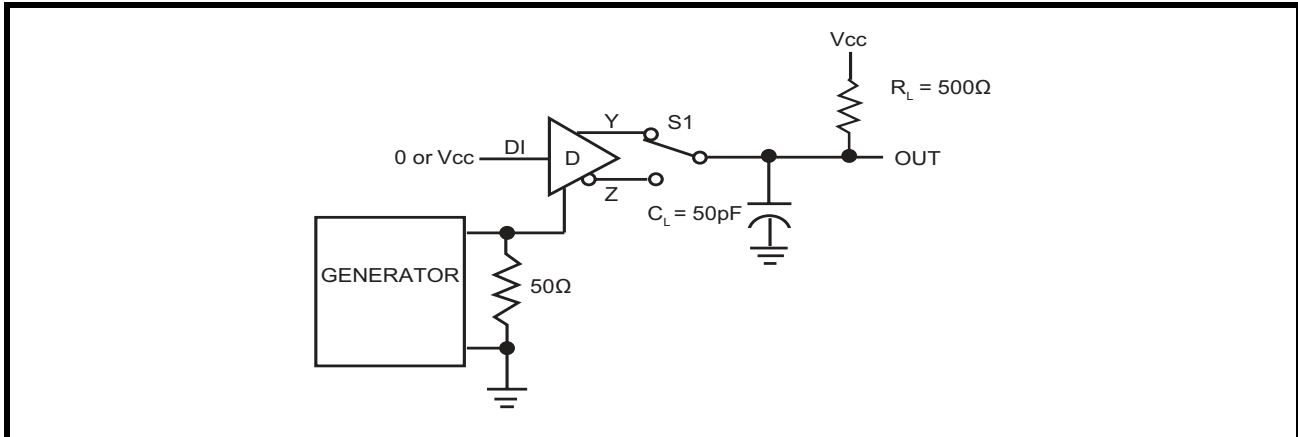 Vcc
R_L = 500Ω
Y
S1
0 or Vcc
DI
D
OUT
Z
C_L = 50pF
GENERATOR
50Ω